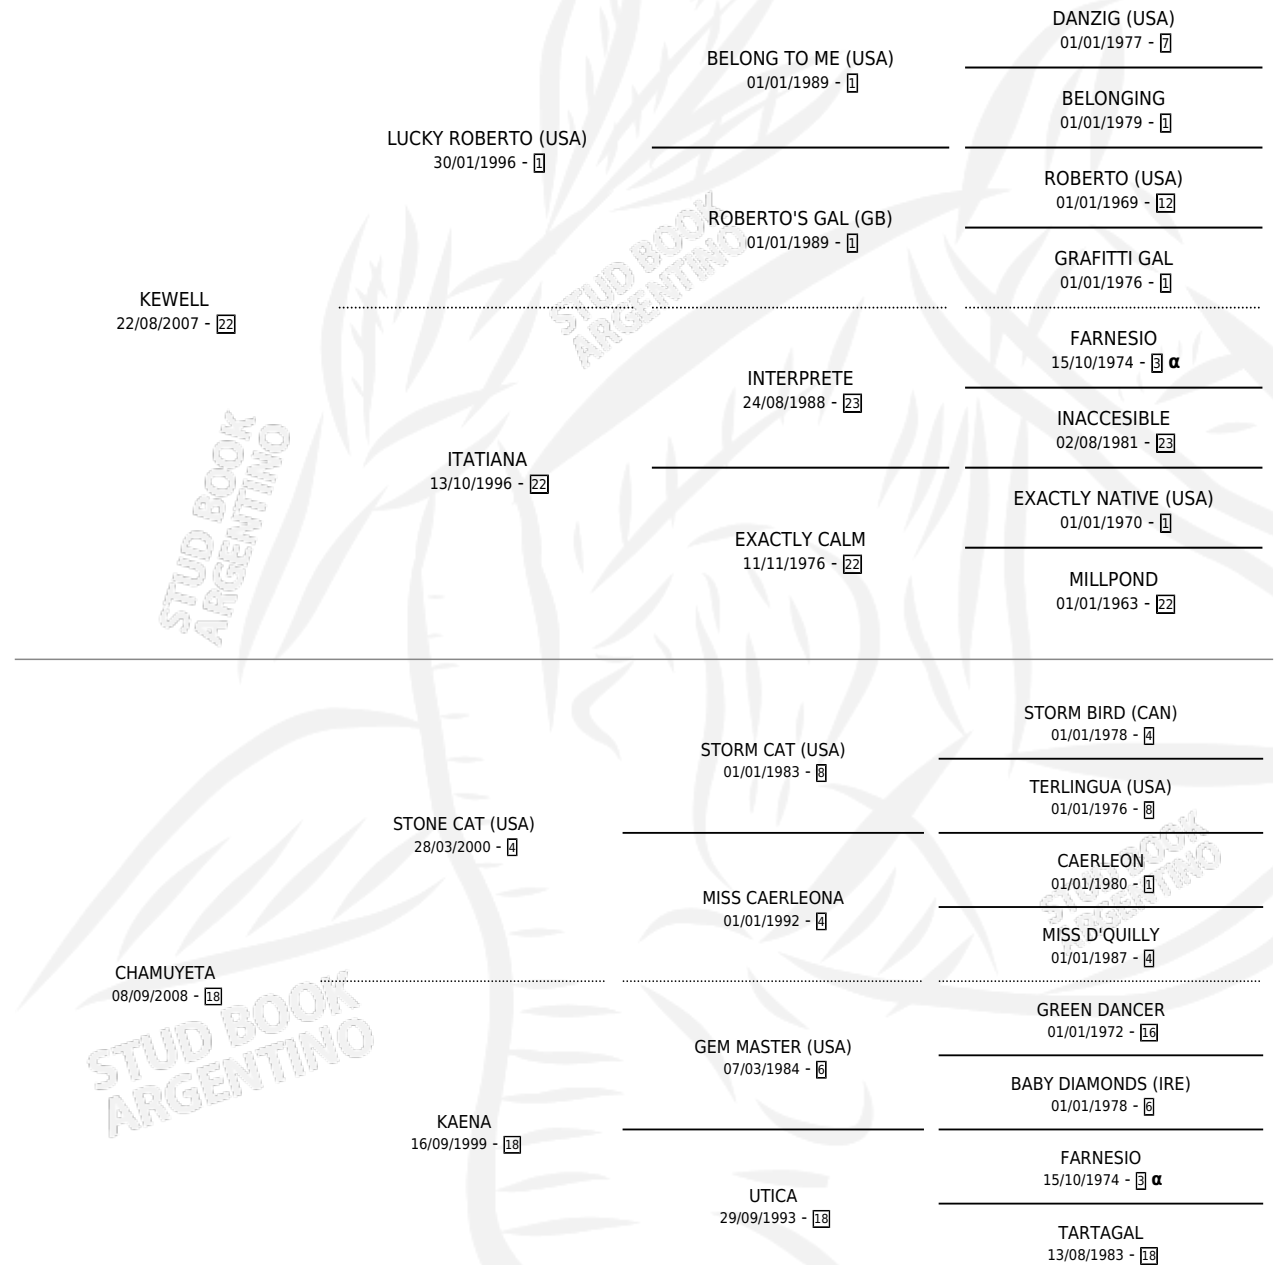 DANZIG (USA)
01/01/1977 - 7
BELONG TO ME (USA)
01/01/1989 - 1
BELONGING
01/01/1979 - 1
LUCKY ROBERTO (USA)
30/01/1996 - 1
ROBERTO (USA)
01/01/1969 - 12
ROBERTO'S GAL (GB)
01/01/1989 - 1
GRAFITTI GAL
01/01/1976 - 1
STUD BOOK
ARGENTINO
KEWELL
22/08/2007 - 22
FARNESIO
15/10/1974 - 3 α
INTERPRETE
24/08/1988 - 23
INACCESIBLE
02/08/1981 - 23
ITATIANA
13/10/1996 - 22
EXACTLY NATIVE (USA)
01/01/1970 - 1
EXACTLY CALM
11/11/1976 - 22
MILLPOND
01/01/1963 - 22
STUD BOOK
ARGENTINO
STORM BIRD (CAN)
01/01/1978 - 4
STORM CAT (USA)
01/01/1983 - 8
TERLINGUA (USA)
01/01/1976 - 8
STONE CAT (USA)
28/03/2000 - 4
CAERLEON
01/01/1980 - 1
MISS CAERLEONA
01/01/1992 - 4
MISS D'QUILLY
01/01/1987 - 4
STUD BOOK
ARGENTINO
CHAMUYETA
08/09/2008 - 18
GREEN DANCER
01/01/1972 - 16
GEM MASTER (USA)
07/03/1984 - 6
BABY DIAMONDS (IRE)
01/01/1978 - 6
STUD BOOK
ARGENTINO
KAENA
16/09/1999 - 18
FARNESIO
15/10/1974 - 3 α
UTICA
29/09/1993 - 18
TARTAGAL
13/08/1983 - 18